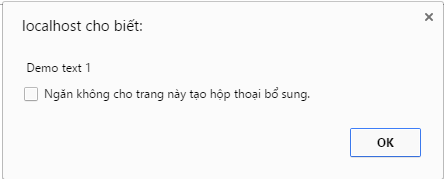 localhost cho biết:
Demo text 1
Ngăn không cho trang này tạo hộp thoại bổ sung.
OK